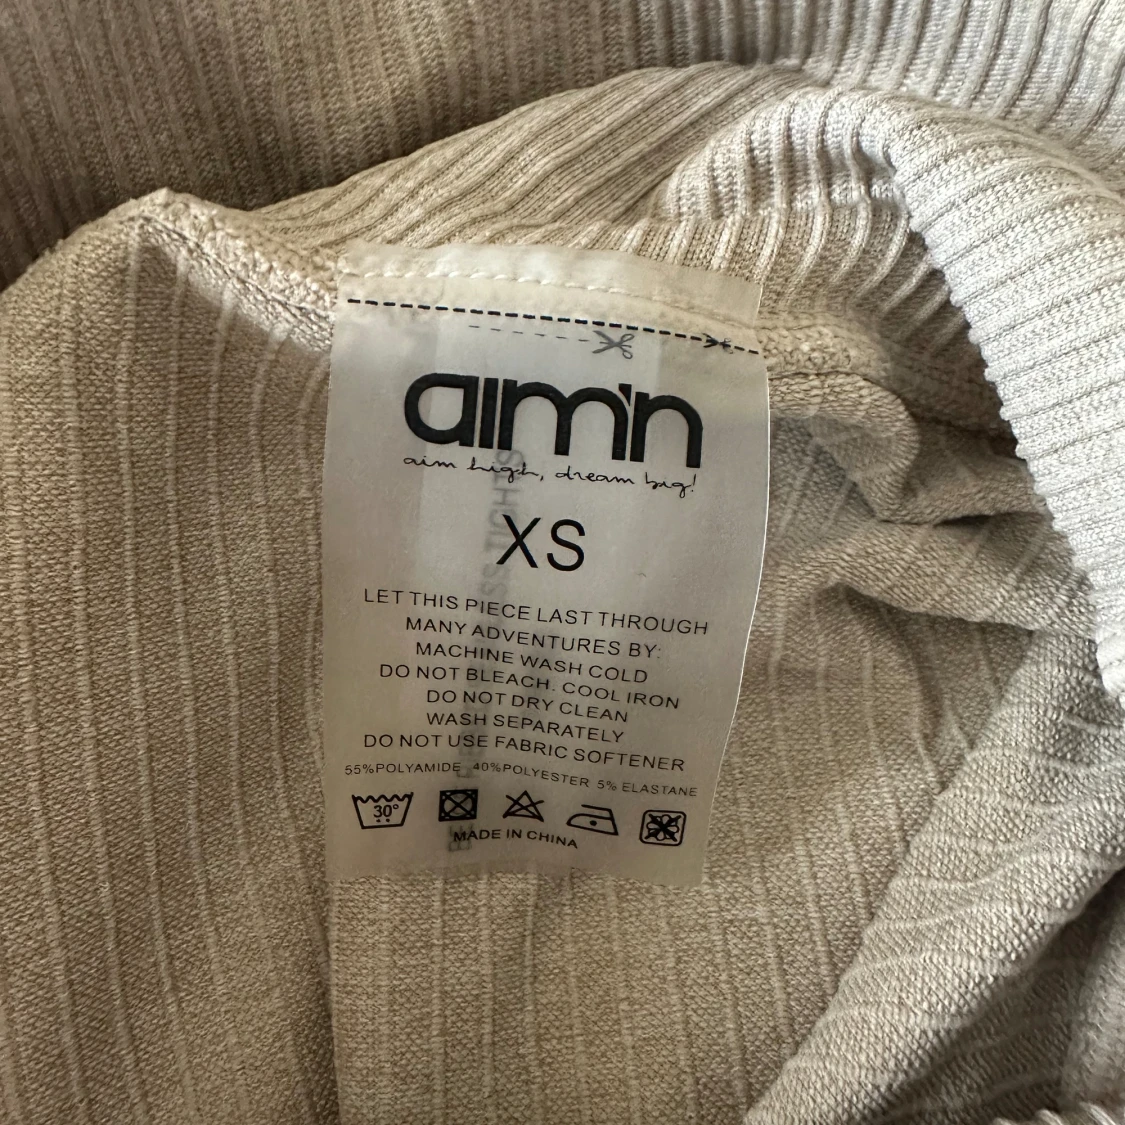 aim'n
aim high, dream big!
XS
LET THIS PIECE LAST THROUGH
MANY ADVENTURES BY:
MACHINE WASH COLD
DO NOT BLEACH. COOL IRON
DO NOT DRY CLEAN
WASH SEPARATELY
DO NOT USE FABRIC SOFTENER
55%POLYAMIDE 40%POLYESTER 5% ELASTANE
30°
MADE IN CHINA
TIGHTS